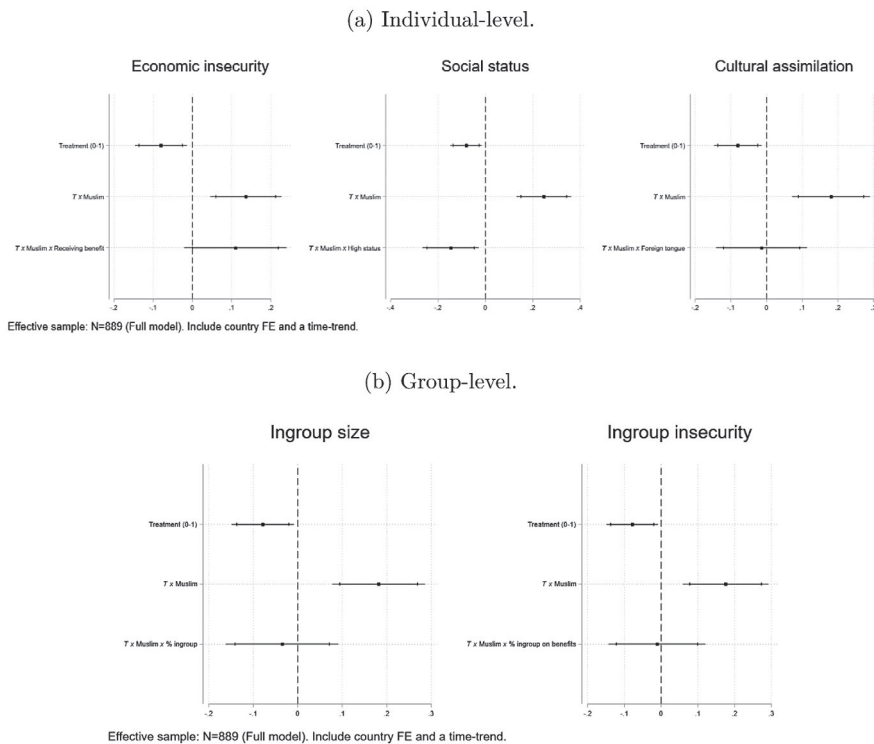 (a) Individual-level.
Economic insecurity
Treatment (0-1)
T x Muslim
T x Muslim x Receiving benefit
-.2 -.1 0 .1 .2
Social status
Treatment (0-1)
T x Muslim
T x Muslim x High status
-.4 -.2 0 .2 .4
Cultural assimilation
Treatment (0-1)
T x Muslim
T x Muslim x Foreign tongue
-.2 -.1 0 .1 .2 .3
Effective sample: N=889 (Full model). Include country FE and a time-trend.
(b) Group-level.
Ingroup size
Treatment (0-1)
T x Muslim
T x Muslim x % ingroup
-.2 -.1 0 .1 .2 .3
Ingroup insecurity
Treatment (0-1)
T x Muslim
T x Muslim x % ingroup on benefits
-.2 -.1 0 .1 .2 .3
Effective sample: N=889 (Full model). Include country FE and a time-trend.